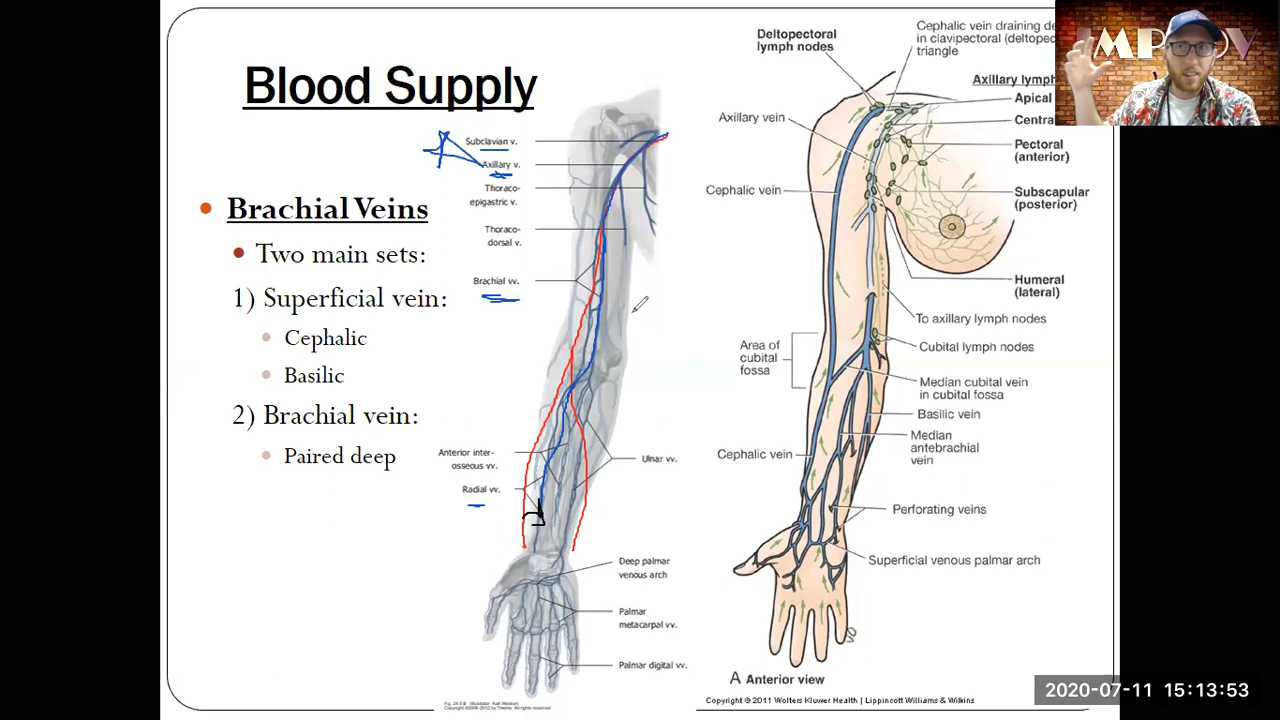 Blood Supply
Brachial Veins
Two main sets:
1) Superficial vein:
Cephalic
Basilic
2) Brachial vein:
Paired deep
Subclavian v.
Axillary v.
Thoraco-
epigastric v.
Thoraco-
dorsal v.
Brachial vv.
Anterior inter-
osseous vv.
Radial vv.
Ulnar vv.
Deep palmar
venous arch
Palmar
metacarpal vv.
Palmar digital vv.
Deltopectoral
lymph nodes
Cephalic vein draining
in clavipectoral
triangle
Axillary
Apical
Pectoral
(anterior)
Subscapular
(posterior)
Humeral
(lateral)
Axillary vein
Cephalic vein
To axillary lymph nodes
Area of
cubital
fossa
Cubital lymph nodes
Median cubital vein
in cubital fossa
Basilic vein
Median
antebrachial
vein
Cephalic vein
Perforating veins
Superficial venous palmar arch
A Anterior view
Copyright © 2011 Wolters Kluwer Health | Lippincott Williams & Wilkins
2020-07-11 15:13:53